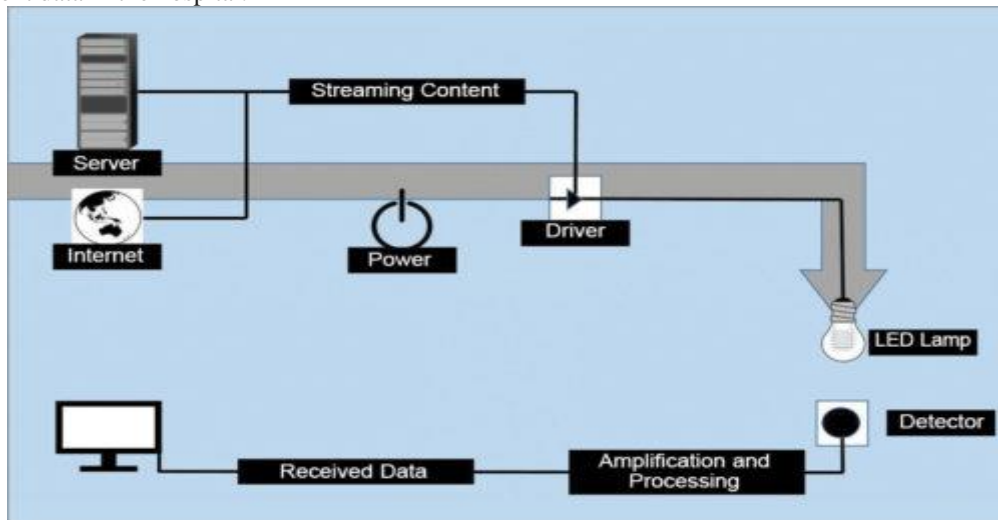 Streaming Content
Server
Internet
Power
Driver
LED Lamp
Detector
Received Data
Amplification and
Processing